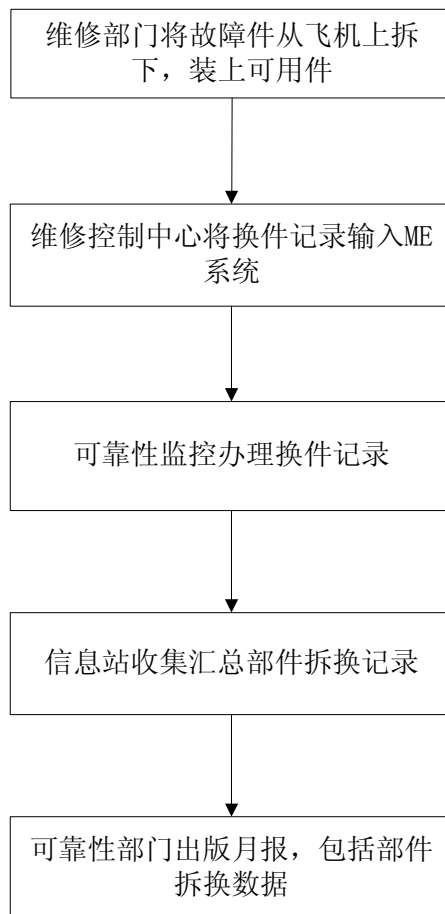 维修部门将故障件从飞机上拆
下，装上可用件
维修控制中心将换件记录输入ME
系统
可靠性监控办理换件记录
信息站收集汇总部件拆换记录
可靠性部门出版月报，包括部件
拆换数据